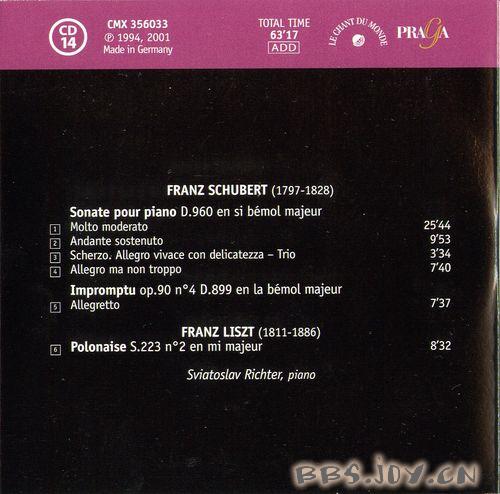 CD
14
CMX 356033
℗ 1994, 2001
Made in Germany
TOTAL TIME
63'17
ADD
LE CHANT DU MONDE
PRAGA
FRANZ SCHUBERT (1797-1828)
Sonate pour piano D.960 en si bémol majeur
1 Molto moderato 25'44
2 Andante sostenuto 9'53
3 Scherzo. Allegro vivace con delicatezza – Trio 3'34
4 Allegro ma non troppo 7'40
Impromptu op.90 n°4 D.899 en la bémol majeur
5 Allegretto 7'37
FRANZ LISZT (1811-1886)
6 Polonaise S.223 n°2 en mi majeur 8'32
Sviatoslav Richter, piano
BBS.JOY.CN